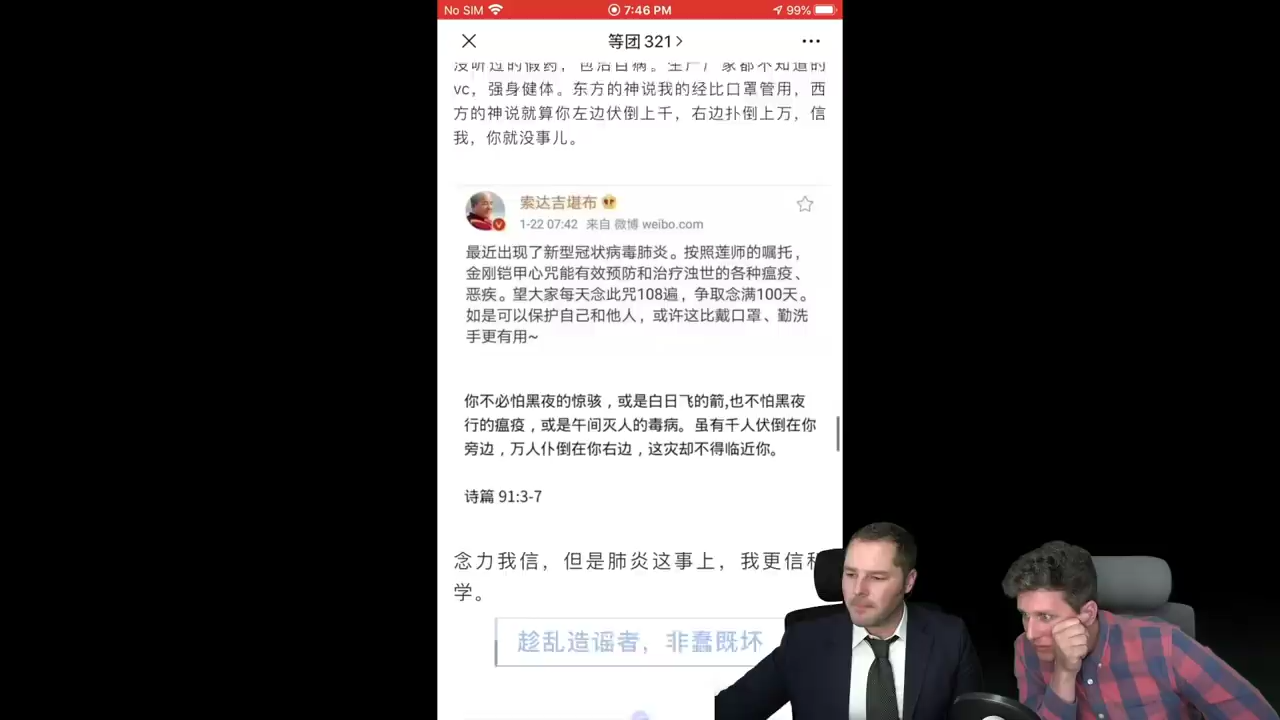 No SIM 7:46 PM 99%
等团 321
没听过的假药，也治百病。生产厂家都不知道的
vc，强身健体。东方的神说我的经比口罩管用，西
方的神说就算你左边伏倒上千，右边扑倒上万，信
我，你就没事儿。
索达吉堪布
1-22 07:42 来自 微博 weibo.com
最近出现了新型冠状病毒肺炎。按照莲师的嘱托，
金刚铠甲心咒能有效预防和治疗浊世的各种瘟疫、
恶疾。望大家每天念此咒108遍，争取念满100天。
如是可以保护自己和他人，或许这比戴口罩、勤洗
手更有用~
你不必怕黑夜的惊骇，或是白日飞的箭,也不怕黑夜
行的瘟疫，或是午间灭人的毒病。虽有千人伏倒在你
旁边，万人仆倒在你右边，这灾却不得临近你。
诗篇 91:3-7
念力我信，但是肺炎这事上，我更信科
学。
趁乱造谣者，非蠢既坏